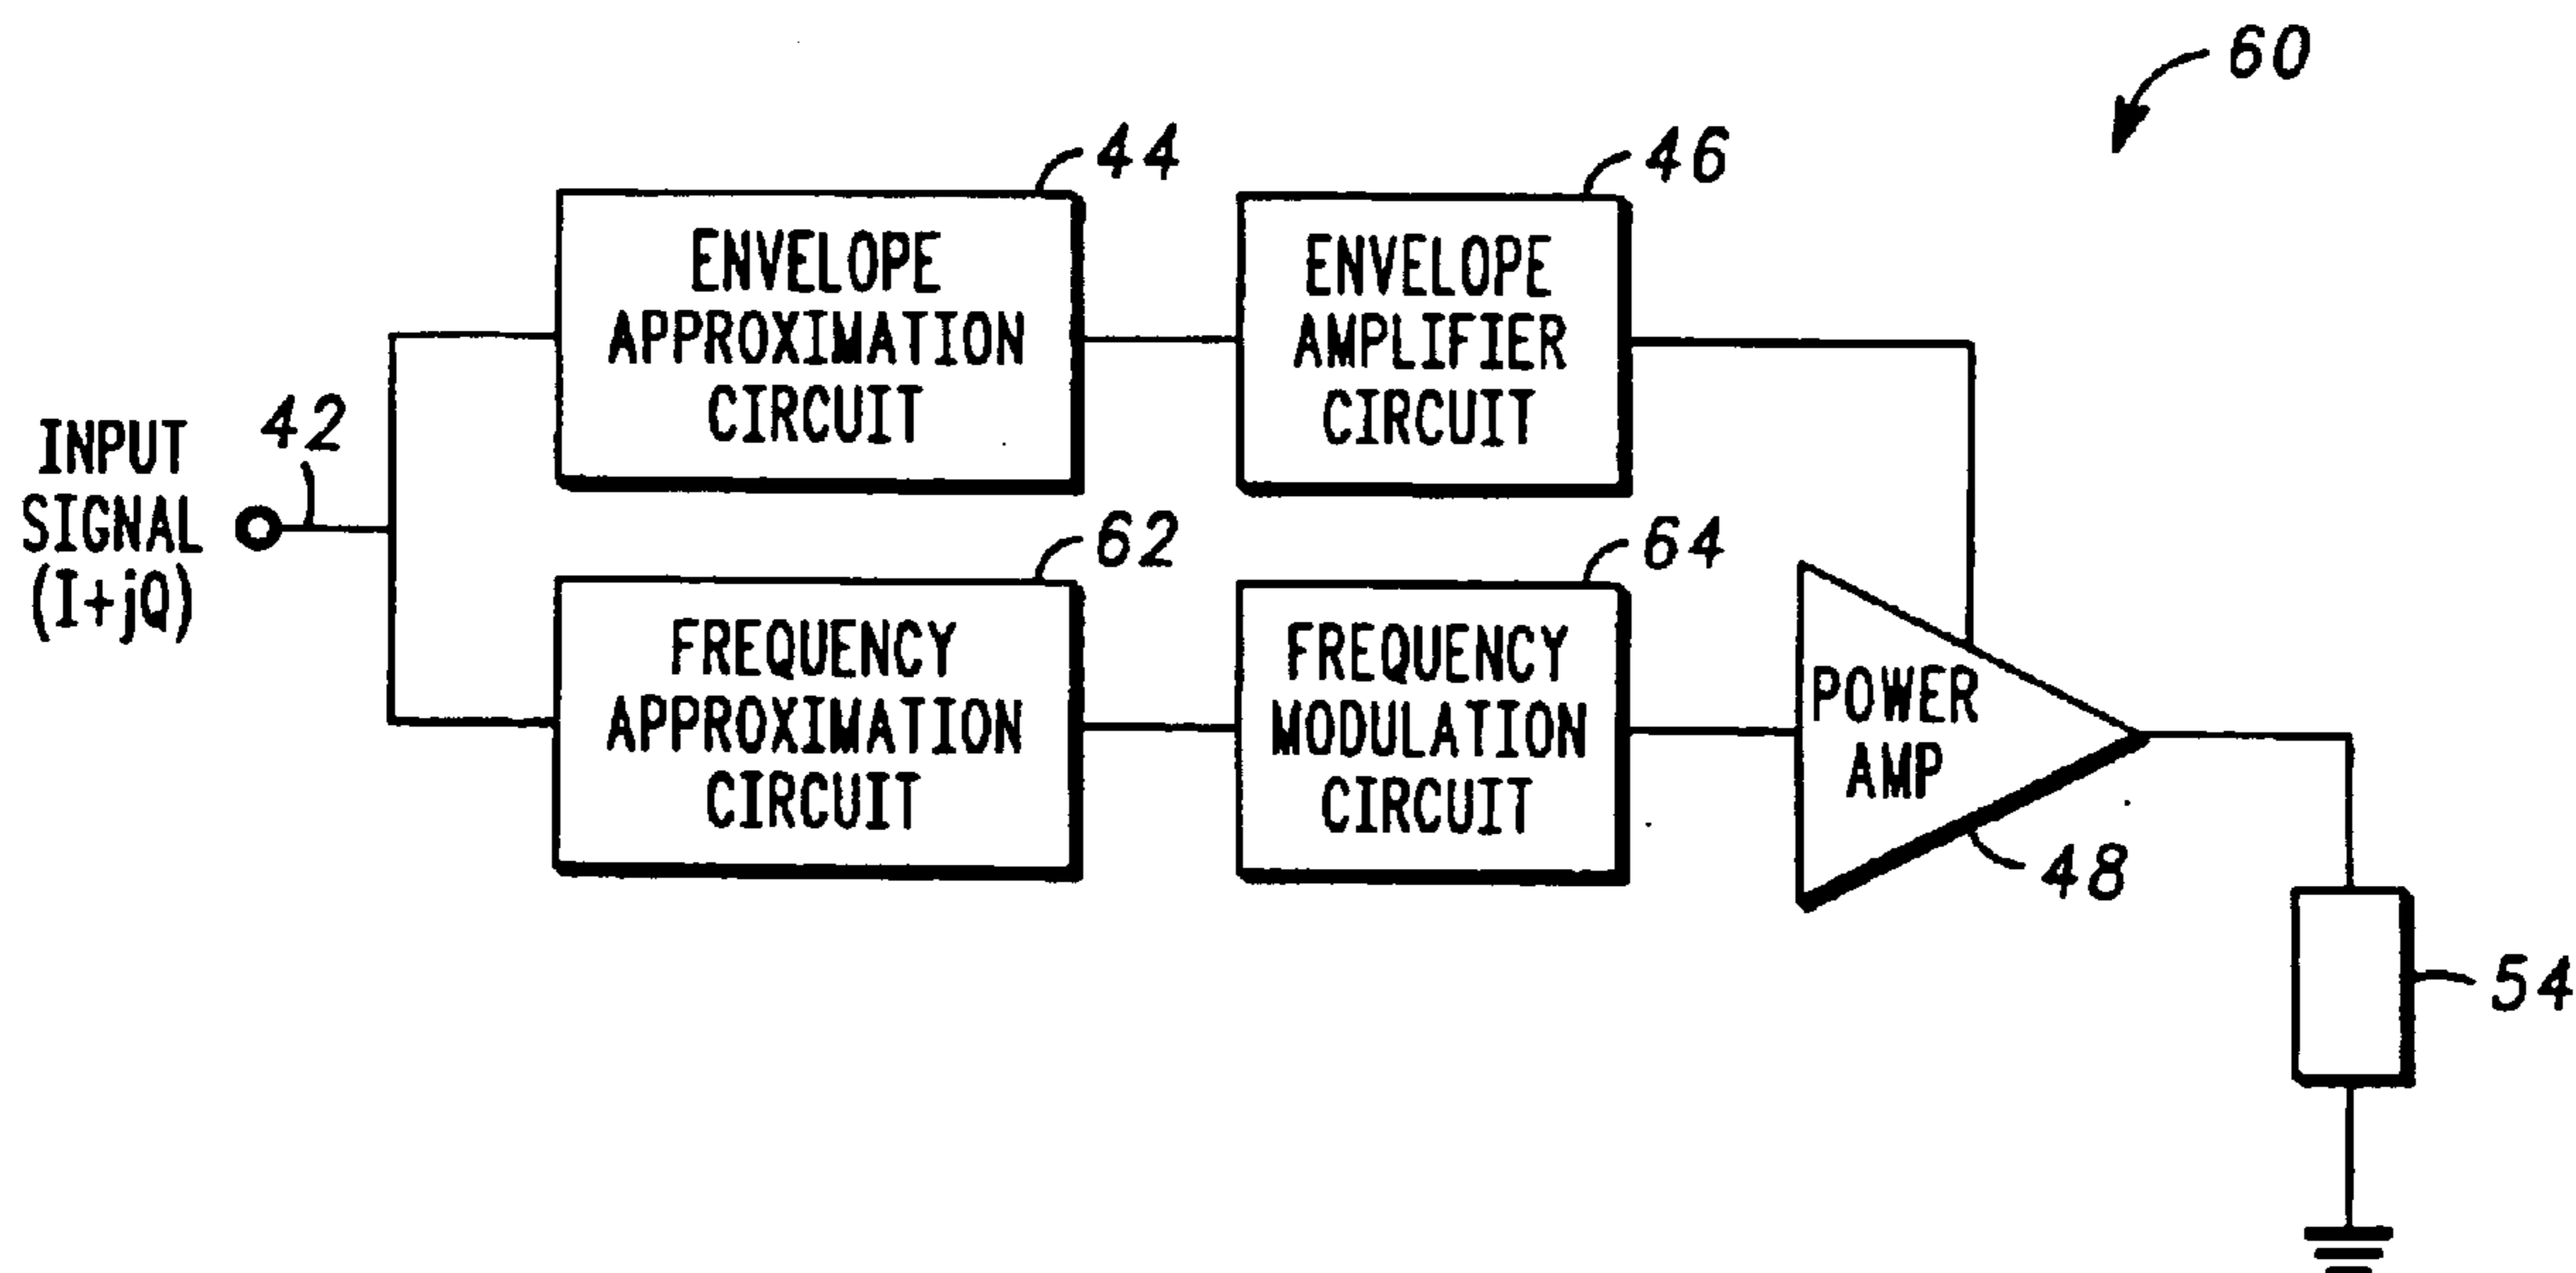 60
44
46
ENVELOPE
APPROXIMATION
CIRCUIT
ENVELOPE
AMPLIFIER
CIRCUIT
INPUT
SIGNAL
(I+jQ)
42
62
64
FREQUENCY
APPROXIMATION
CIRCUIT
FREQUENCY
MODULATION
CIRCUIT
POWER
AMP
48
54